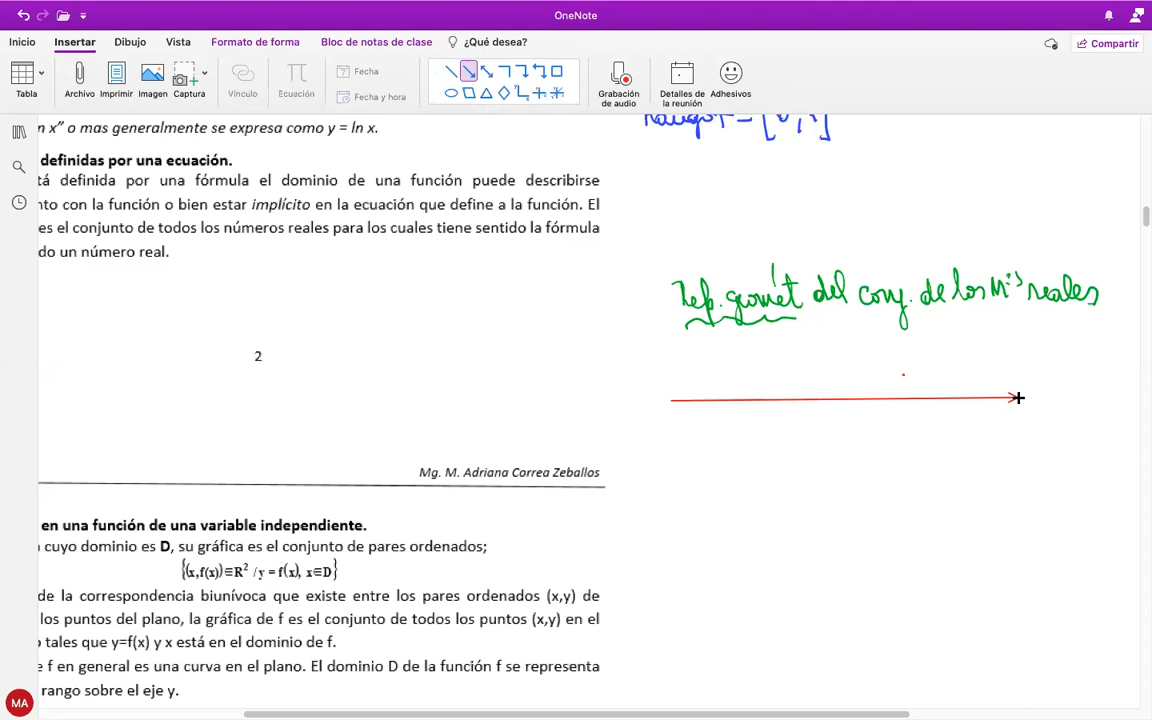 OneNote
Inicio Insertar Dibujo Vista Formato de forma Bloc de notas de clase ¿Qué desea? Compartir
Tabla Archivo Imprimir Imagen Captura Vínculo Ecuación Fecha Fecha y hora Grabación de audio Detalles de la reunión Adhesivos
n x” o mas generalmente se expresa como y = ln x.
definidas por una ecuación.
tá definida por una fórmula el dominio de una función puede describirse
nto con la función o bien estar implícito en la ecuación que define a la función. El
es el conjunto de todos los números reales para los cuales tiene sentido la fórmula
do un número real.
2
Mg. M. Adriana Correa Zeballos
en una función de una variable independiente.
cuyo dominio es D, su gráfica es el conjunto de pares ordenados;
{(x,f(x))≡R² / y = f(x), x≡D}
de la correspondencia biunívoca que existe entre los pares ordenados (x,y) de
los puntos del plano, la gráfica de f es el conjunto de todos los puntos (x,y) en el
o tales que y=f(x) y x está en el dominio de f.
e f en general es una curva en el plano. El dominio D de la función f se representa
rango sobre el eje y.
Rep. gomét del conj. de los Nºs reales
MA